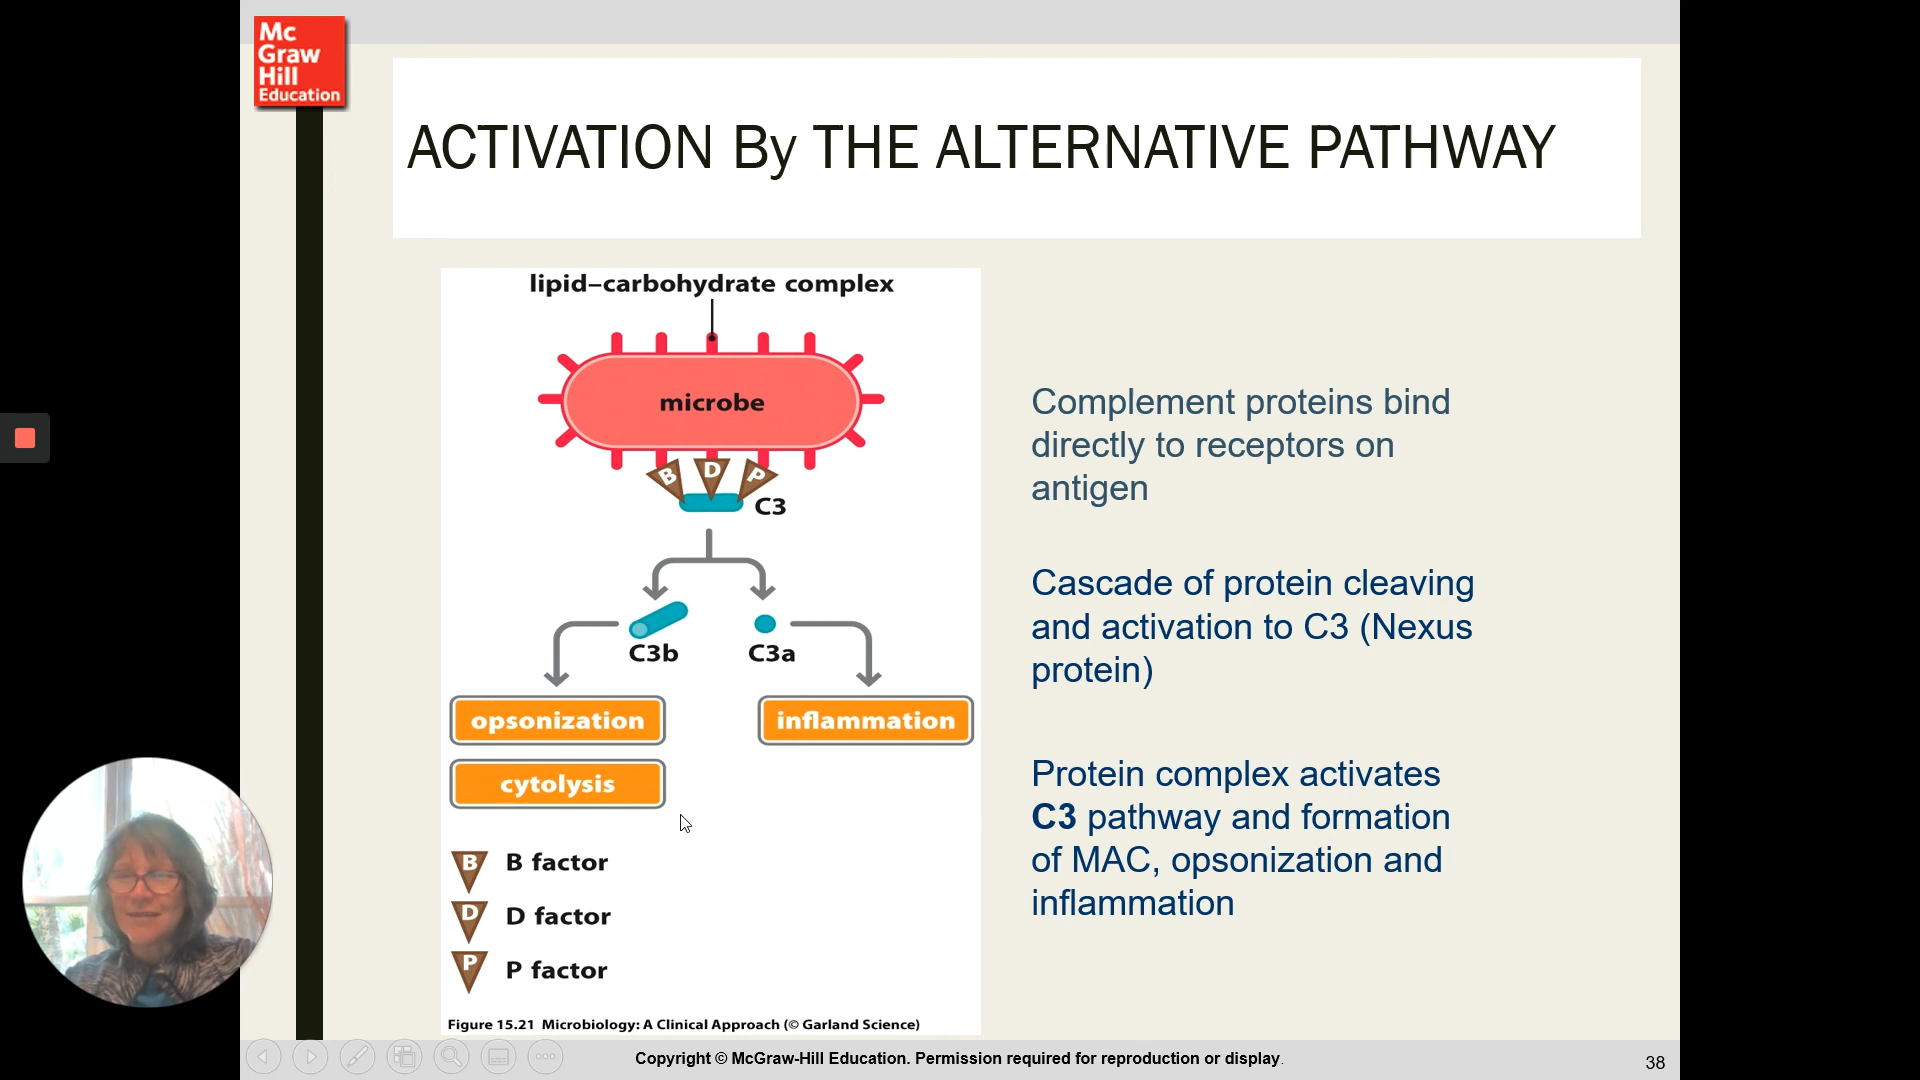 Mc
Graw
Hill
Education
ACTIVATION By THE ALTERNATIVE PATHWAY
lipid–carbohydrate complex
microbe
B D P
C3
C3b
C3a
opsonization
inflammation
cytolysis
B B factor
D D factor
P P factor
Figure 15.21 Microbiology: A Clinical Approach (© Garland Science)
Complement proteins bind
directly to receptors on
antigen
Cascade of protein cleaving
and activation to C3 (Nexus
protein)
Protein complex activates
C3 pathway and formation
of MAC, opsonization and
inflammation
Copyright © McGraw-Hill Education. Permission required for reproduction or display.
38